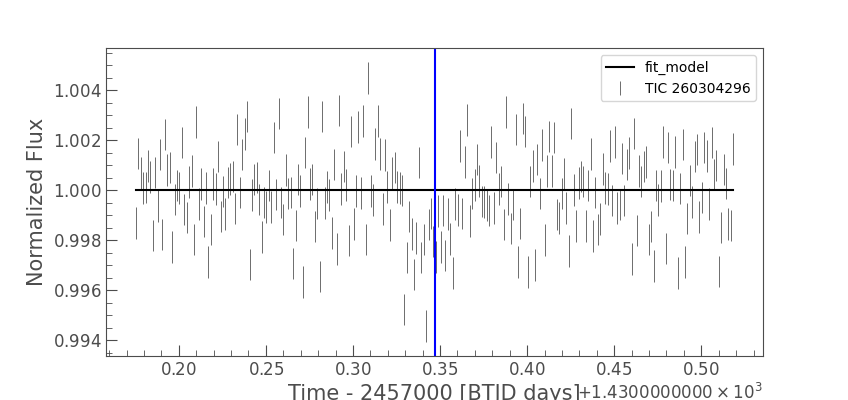 fit_model
TIC 260304296
1.004
1.002
1.000
0.998
0.996
0.994
Normalized Flux
0.20 0.25 0.30 0.35 0.40 0.45 0.50
Time - 2457000 [BTJD days]
+1.4300000000 × 10³